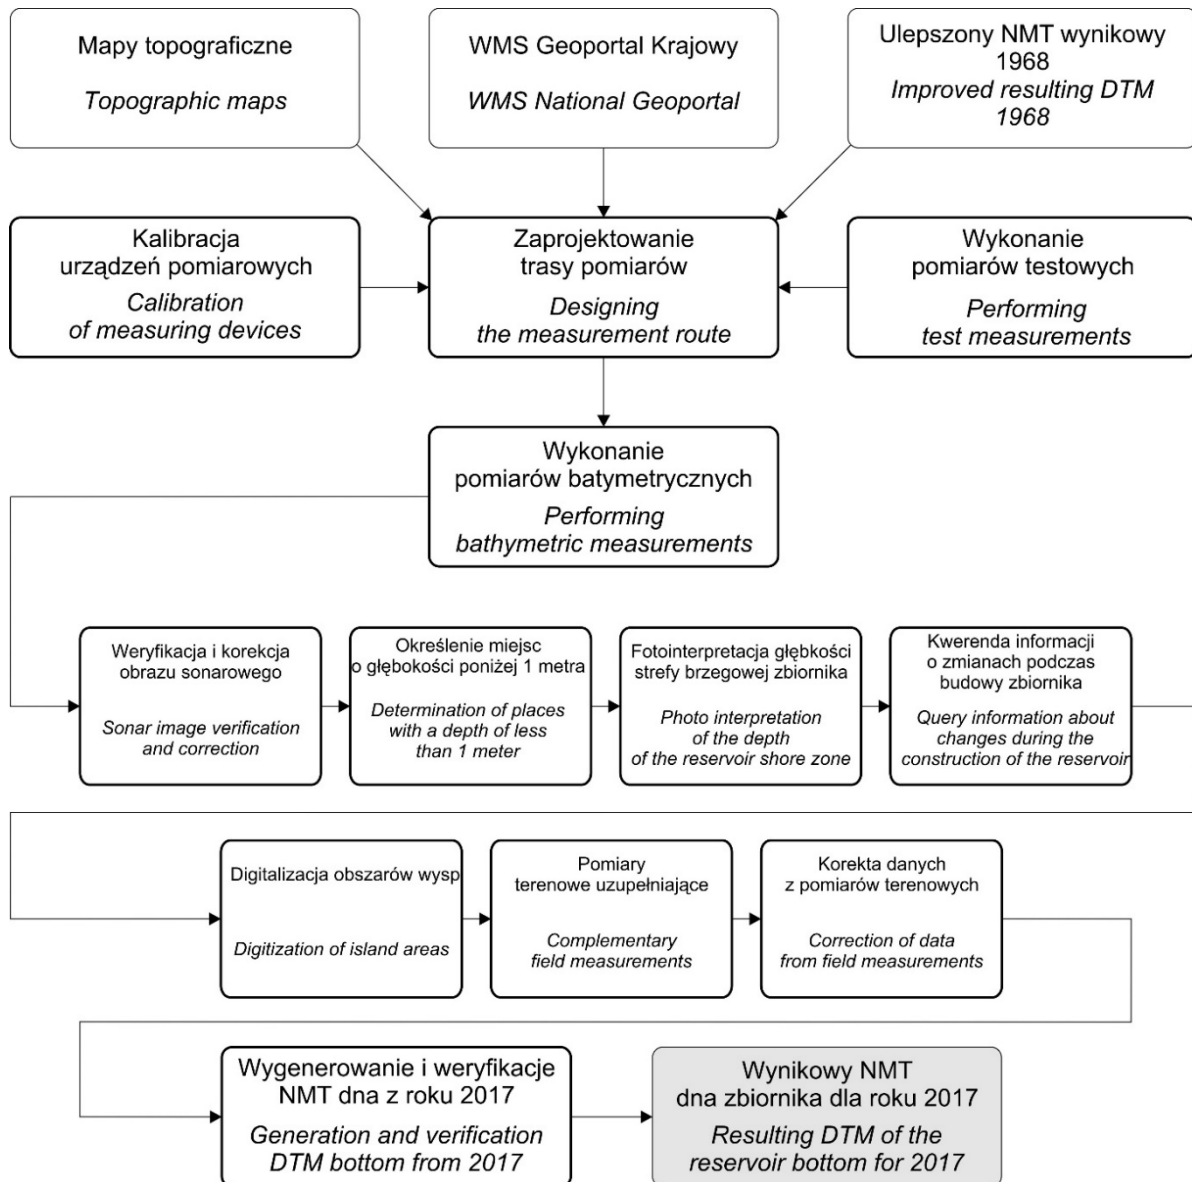 Mapy topograficzne
Topographic maps
WMS Geoportal Krajowy
WMS National Geoportal
Ulepszony NMT wynikowy
1968
Improved resulting DTM
1968
Kalibracja
urządzeń pomiarowych
Calibration
of measuring devices
Zaprojektowanie
trasy pomiarów
Designing
the measurement route
Wykonanie
pomiarów testowych
Performing
test measurements
Wykonanie
pomiarów batymetrycznych
Performing
bathymetric measurements
Weryfikacja i korekcja
obrazu sonarowego
Sonar image verification
and correction
Określenie miejsc
o głębokości poniżej 1 metra
Determination of places
with a depth of less
than 1 meter
Fotointerpretacja głębkości
strefy brzegowej zbiornika
Photo interpretation
of the depth
of the reservoir shore zone
Kwerenda informacji
o zmianach podczas
budowy zbiornika
Query information about
changes during the
construction of the reservoir
Digitalizacja obszarów wysp
Digitization of island areas
Pomiary
terenowe uzupełniające
Complementary
field measurements
Korekta danych
z pomiarów terenowych
Correction of data
from field measurements
Wygenerowanie i weryfikacje
NMT dna z roku 2017
Generation and verification
DTM bottom from 2017
Wynikowy NMT
dna zbiornika dla roku 2017
Resulting DTM of the
reservoir bottom for 2017